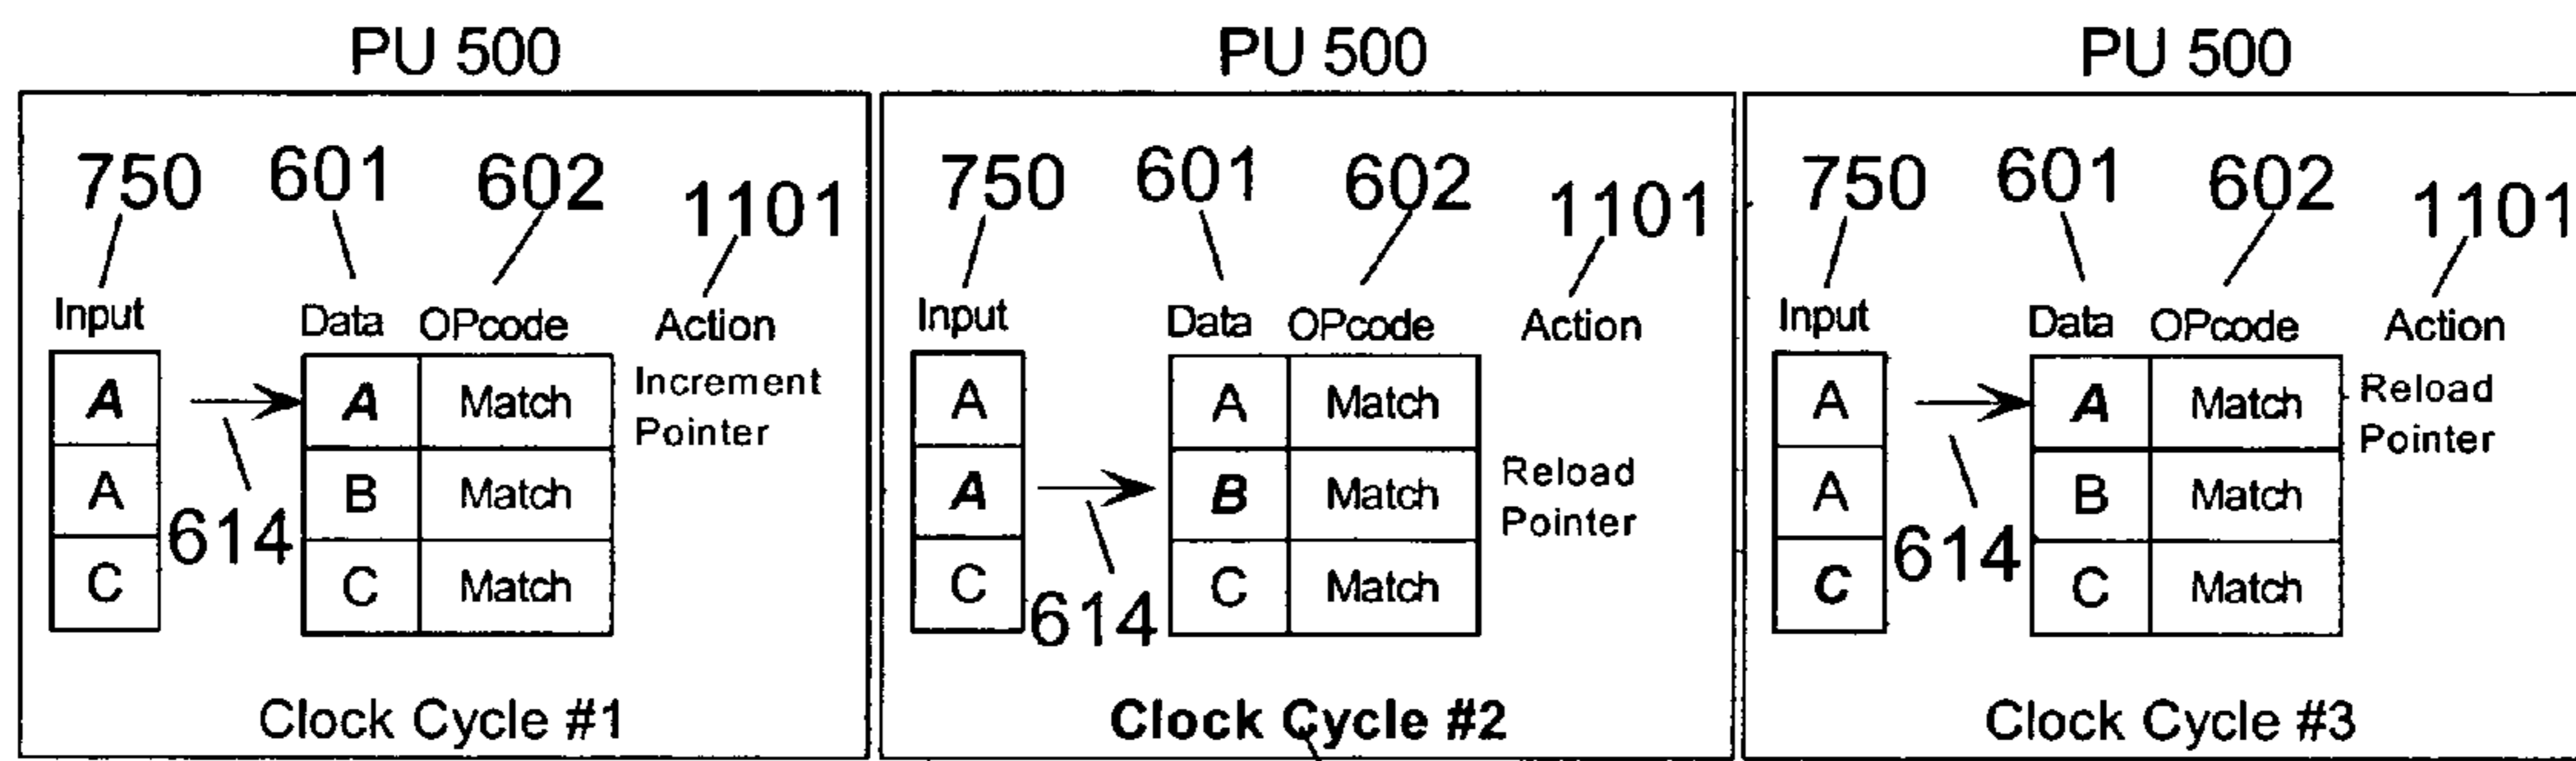 PU 500
750 601 602 1101
Input Data OPcode Action
A A Match Increment
Pointer
A B Match
614
C C Match
Clock Cycle #1
PU 500
750 601 602 1101
Input Data OPcode Action
A A Match
A B Match Reload
Pointer
C C Match
614
Clock Cycle #2
PU 500
750 601 602 1101
Input Data OPcode Action
A A Match Reload
Pointer
A B Match
614
C C Match
Clock Cycle #3